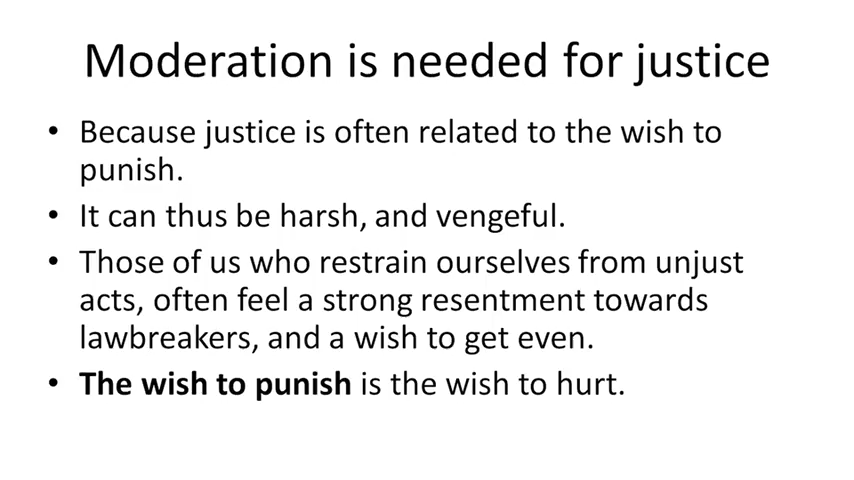 Moderation is needed for justice
• Because justice is often related to the wish to
punish.
• It can thus be harsh, and vengeful.
• Those of us who restrain ourselves from unjust
acts, often feel a strong resentment towards
lawbreakers, and a wish to get even.
• The wish to punish is the wish to hurt.